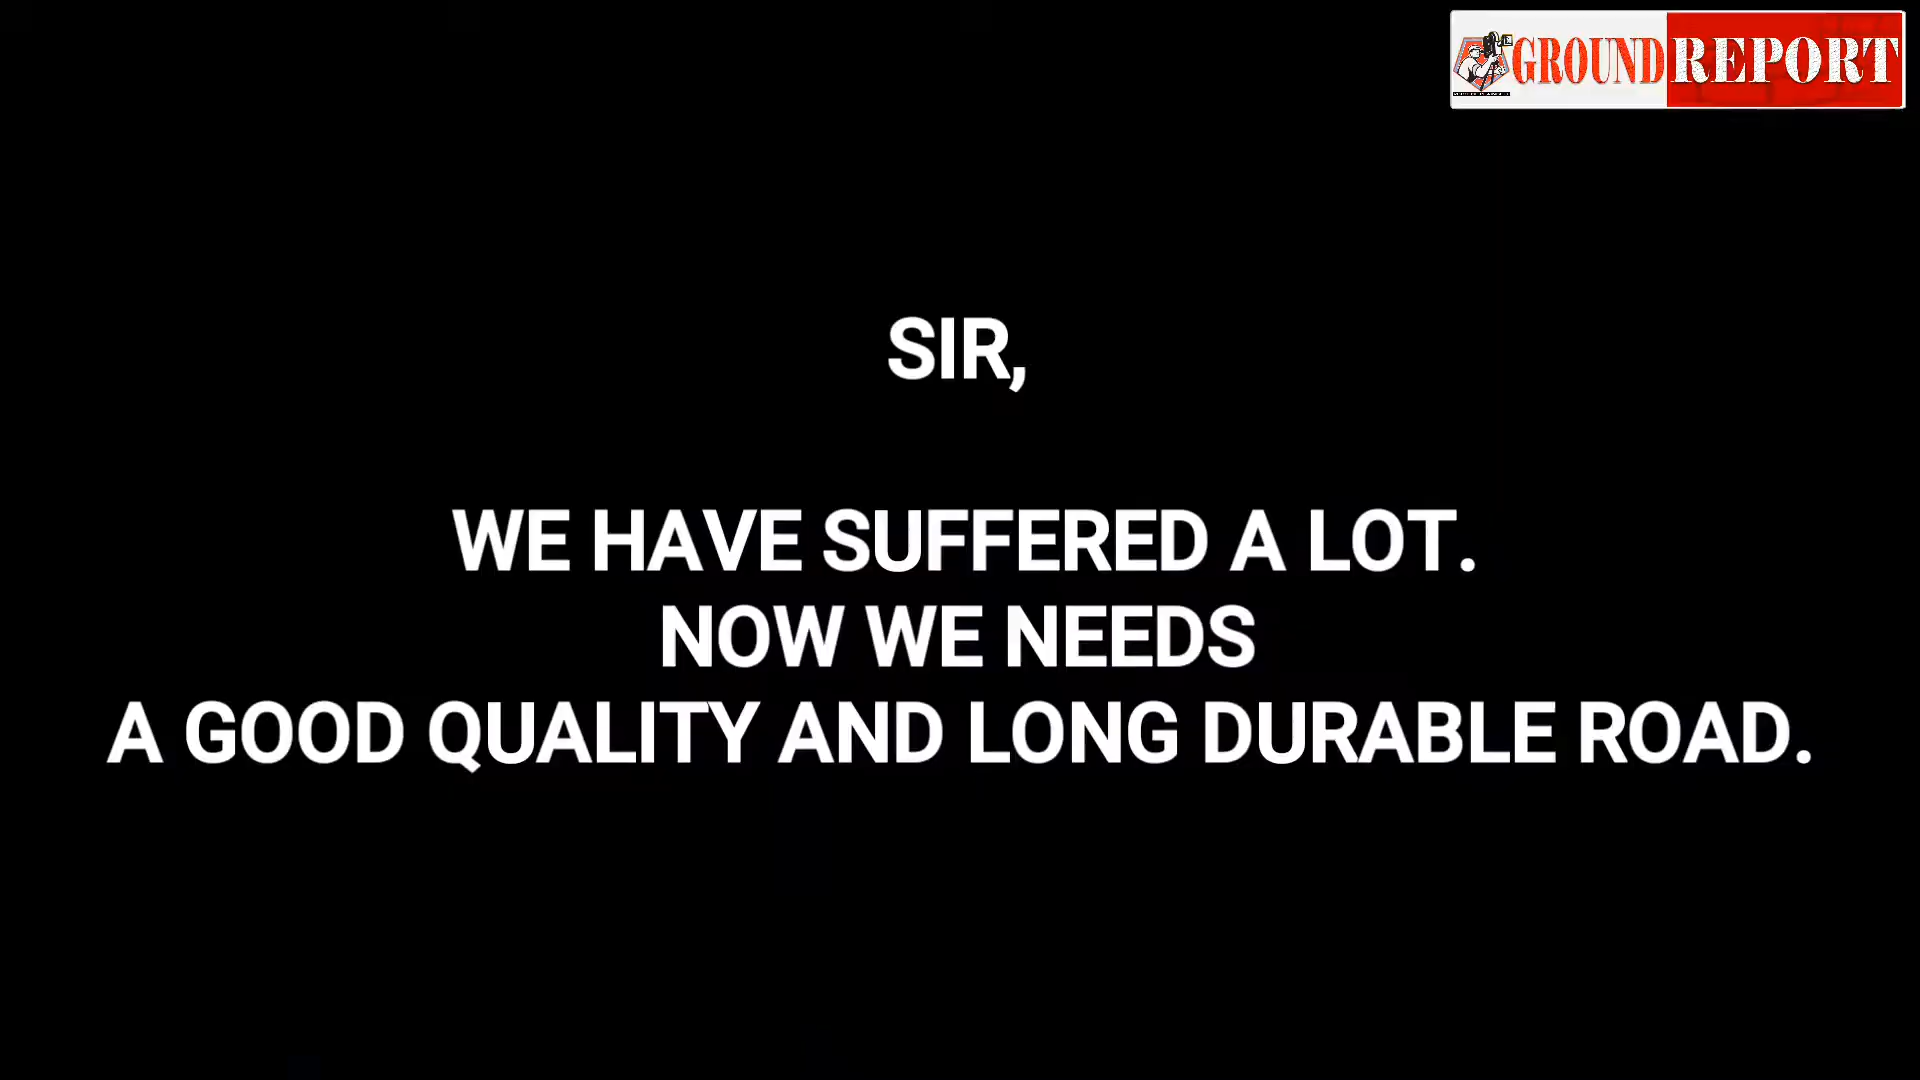 GROUND REPORT
SIR,
WE HAVE SUFFERED A LOT.
NOW WE NEEDS
A GOOD QUALITY AND LONG DURABLE ROAD.